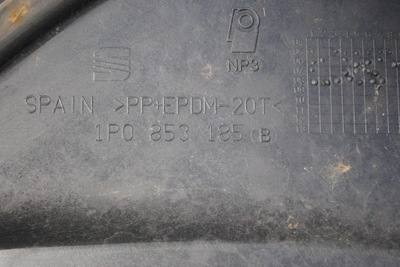 NP3
SPAIN >PP+EPDM-20T<
1P0 853 185 B